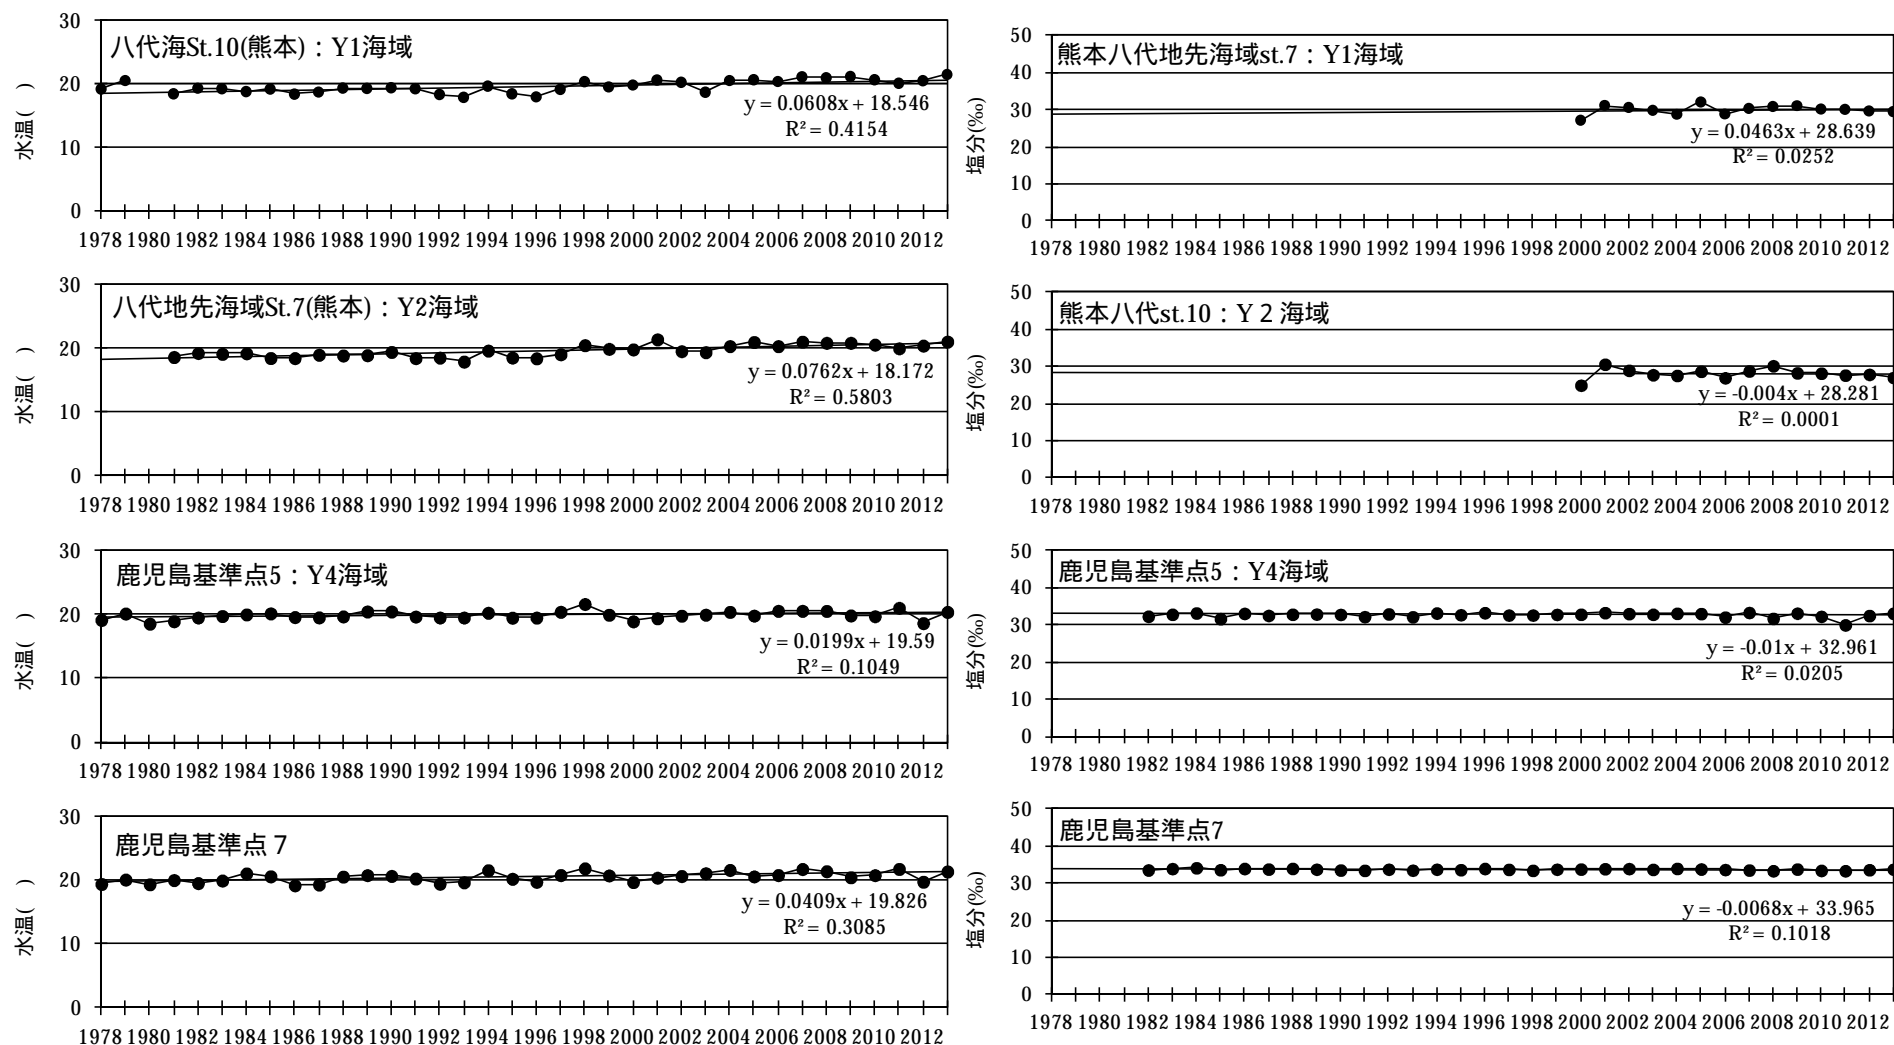 八代海St.10(熊本)：Y1海域
水温(　)
30
20
10
0
y = 0.0608x + 18.546
R² = 0.4154
1978 1980 1982 1984 1986 1988 1990 1992 1994 1996 1998 2000 2002 2004 2006 2008 2010 2012
熊本八代地先海域st.7：Y1海域
塩分(‰)
50
40
30
20
10
0
y = 0.0463x + 28.639
R² = 0.0252
1978 1980 1982 1984 1986 1988 1990 1992 1994 1996 1998 2000 2002 2004 2006 2008 2010 2012
八代地先海域St.7(熊本)：Y2海域
水温(　)
30
20
10
0
y = 0.0762x + 18.172
R² = 0.5803
1978 1980 1982 1984 1986 1988 1990 1992 1994 1996 1998 2000 2002 2004 2006 2008 2010 2012
熊本八代st.10：Y２海域
塩分(‰)
50
40
30
20
10
0
y = -0.004x + 28.281
R² = 0.0001
1978 1980 1982 1984 1986 1988 1990 1992 1994 1996 1998 2000 2002 2004 2006 2008 2010 2012
鹿児島基準点5：Y4海域
水温(　)
30
20
10
0
y = 0.0199x + 19.59
R² = 0.1049
1978 1980 1982 1984 1986 1988 1990 1992 1994 1996 1998 2000 2002 2004 2006 2008 2010 2012
鹿児島基準点5：Y4海域
塩分(‰)
50
40
30
20
10
0
y = -0.01x + 32.961
R² = 0.0205
1978 1980 1982 1984 1986 1988 1990 1992 1994 1996 1998 2000 2002 2004 2006 2008 2010 2012
鹿児島基準点７
水温(　)
30
20
10
0
y = 0.0409x + 19.826
R² = 0.3085
1978 1980 1982 1984 1986 1988 1990 1992 1994 1996 1998 2000 2002 2004 2006 2008 2010 2012
鹿児島基準点7
塩分(‰)
50
40
30
20
10
0
y = -0.0068x + 33.965
R² = 0.1018
1978 1980 1982 1984 1986 1988 1990 1992 1994 1996 1998 2000 2002 2004 2006 2008 2010 2012